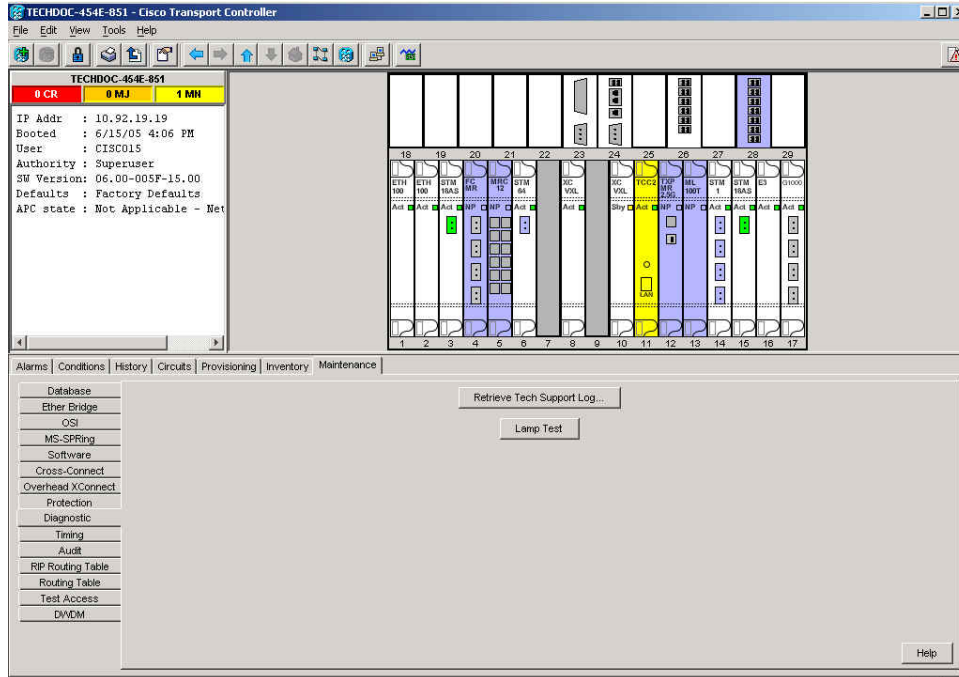 TECHDOC-454E-851 - Cisco Transport Controller
File Edit View Tools Help
TECHDOC-454E-851
0 CR 0 MJ 1 MN
IP Addr : 10.92.19.19
Booted : 6/15/05 4:06 PM
User : CISCO15
Authority : Superuser
SW Version: 06.00-005F-15.00
Defaults : Factory Defaults
APC state : Not Applicable - Net
18 19 20 21 22 23 24 25 26 27 28 29
ETH 100
ETH 100
STM 16AS
FC MR
MRC 12
STM 64
XC VXL
XC VXL
TCC2
TXP MR 2.5G
ML 100T
STM 1
STM 16AS
E3
G1000
Act Act Act NP NP Act Act Sby Act NP NP Act Act Act Act
LAN
1 2 3 4 5 6 7 8 9 10 11 12 13 14 15 16 17
Alarms Conditions History Circuits Provisioning Inventory Maintenance
Database
Ether Bridge
OSI
MS-SPRing
Software
Cross-Connect
Overhead XConnect
Protection
Diagnostic
Timing
Audit
RIP Routing Table
Routing Table
Test Access
DWDM
Retrieve Tech Support Log...
Lamp Test
Help